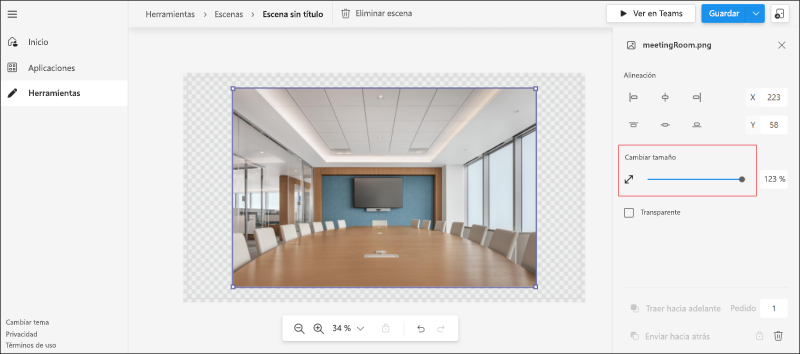 Herramientas > Escenas > Escena sin título
Eliminar escena
Ver en Teams
Guardar
Inicio
Aplicaciones
Herramientas
meetingRoom.png
Alineación
X 223
Y 58
Cambiar tamaño
123 %
Transparente
34 %
Traer hacia adelante
Pedido 1
Enviar hacia atrás
Cambiar tema
Privacidad
Términos de uso